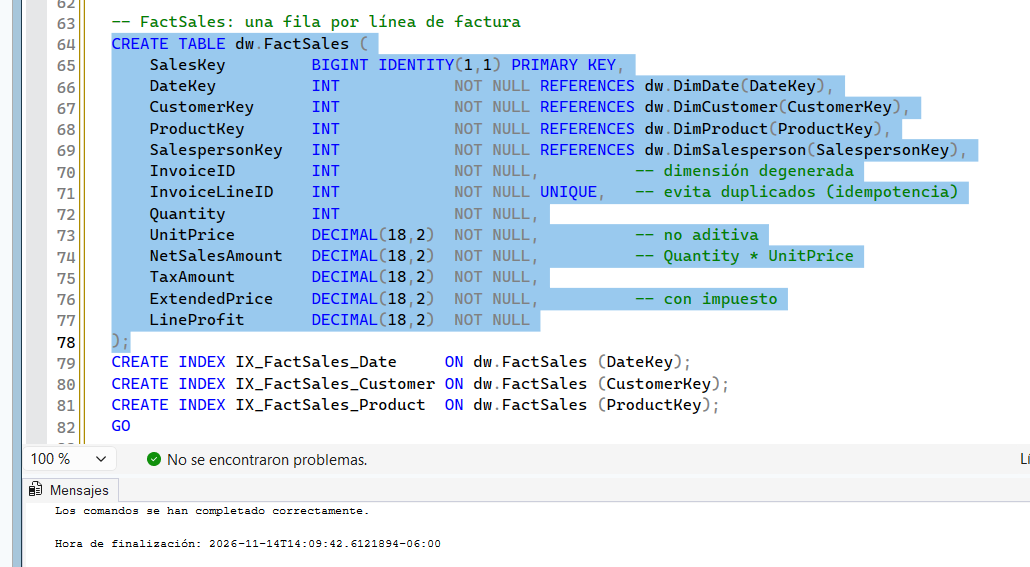 62
63 -- FactSales: una fila por línea de factura
64 CREATE TABLE dw.FactSales (
65 SalesKey BIGINT IDENTITY(1,1) PRIMARY KEY,
66 DateKey INT NOT NULL REFERENCES dw.DimDate(DateKey),
67 CustomerKey INT NOT NULL REFERENCES dw.DimCustomer(CustomerKey),
68 ProductKey INT NOT NULL REFERENCES dw.DimProduct(ProductKey),
69 SalespersonKey INT NOT NULL REFERENCES dw.DimSalesperson(SalespersonKey),
70 InvoiceID INT NOT NULL, -- dimensión degenerada
71 InvoiceLineID INT NOT NULL UNIQUE, -- evita duplicados (idempotencia)
72 Quantity INT NOT NULL,
73 UnitPrice DECIMAL(18,2) NOT NULL, -- no aditiva
74 NetSalesAmount DECIMAL(18,2) NOT NULL, -- Quantity * UnitPrice
75 TaxAmount DECIMAL(18,2) NOT NULL,
76 ExtendedPrice DECIMAL(18,2) NOT NULL, -- con impuesto
77 LineProfit DECIMAL(18,2) NOT NULL
78 );
79 CREATE INDEX IX_FactSales_Date ON dw.FactSales (DateKey);
80 CREATE INDEX IX_FactSales_Customer ON dw.FactSales (CustomerKey);
81 CREATE INDEX IX_FactSales_Product ON dw.FactSales (ProductKey);
82 GO
100 % No se encontraron problemas.
Mensajes
Los comandos se han completado correctamente.
Hora de finalización: 2026-11-14T14:09:42.6121894-06:00